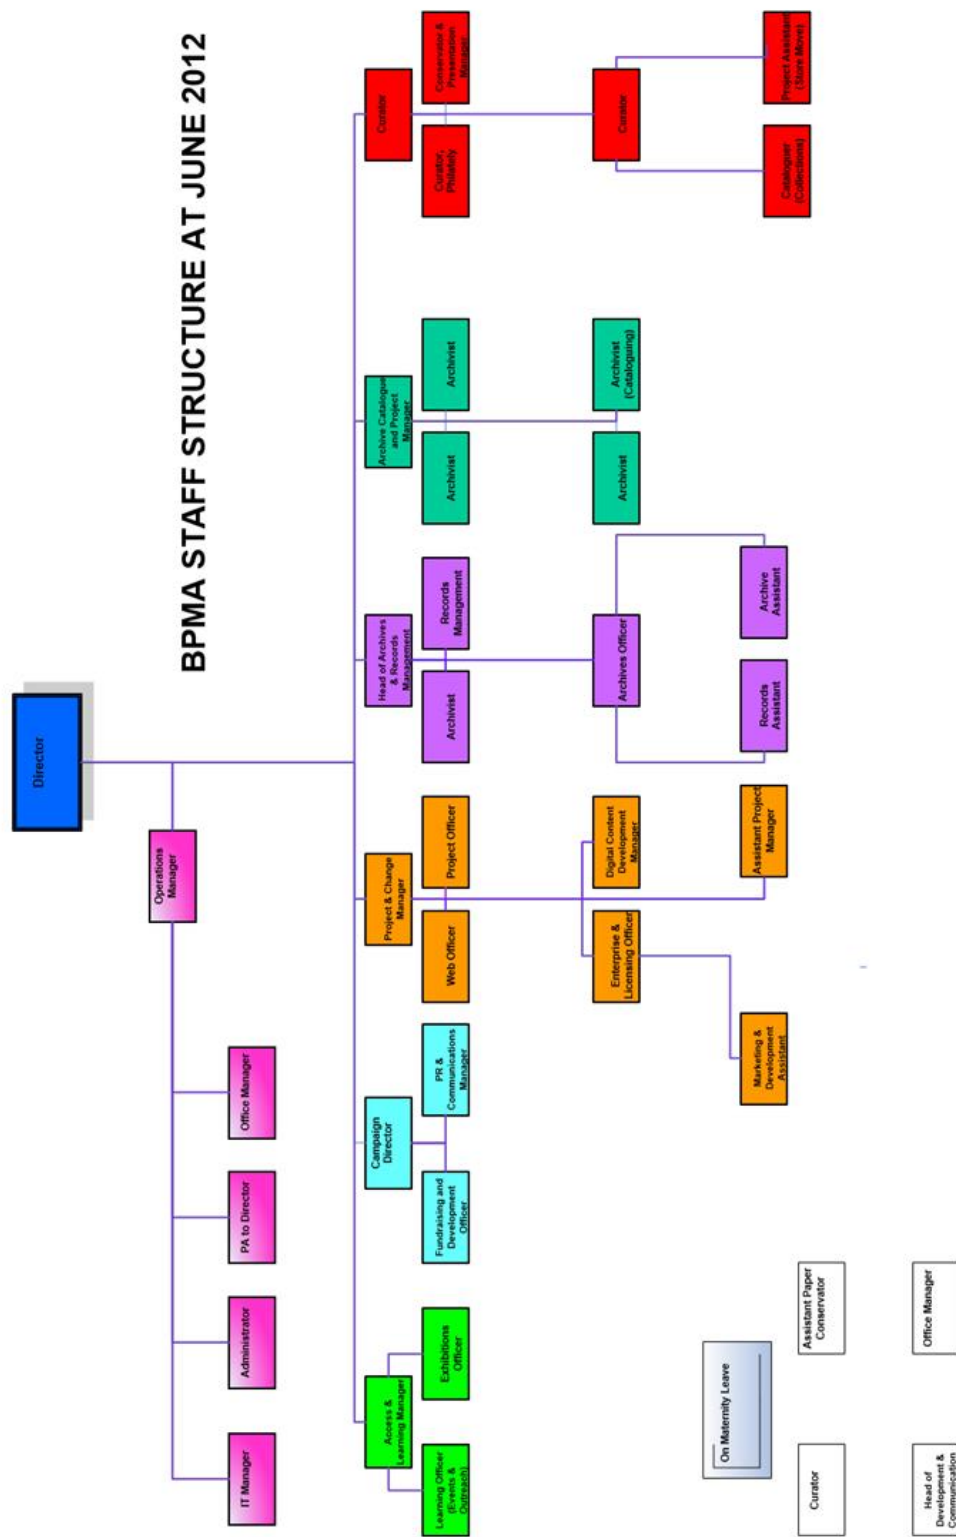 BPMA STAFF STRUCTURE AT JUNE 2012
Director
Operations
Manager
IT Manager
Administrator
PA to Director
Office Manager
Access &
Learning Manager
Campaign
Director
Project & Change
Manager
Head of Archives
& Records
Management
Archive Catalogue
and Project
Manager
Curator
Learning Officer
(Events &
Outreach)
Exhibitions
Officer
Fundraising and
Development
Officer
PR &
Communications
Manager
Web Officer
Project Officer
Archivist
Records
Management
Archivist
Archivist
Curator,
Philately
Conservator &
Presentation
Manager
Enterprise &
Licensing Officer
Digital Content
Development
Manager
Archives Officer
Archivist
Archivist
(Cataloguing)
Curator
Marketing &
Development
Assistant
Assistant Project
Manager
Records
Assistant
Archive
Assistant
Cataloguer
(Collections)
Project Assistant
(Store Move)
On Maternity Leave
Curator
Assistant Paper
Conservator
Head of
Development &
Communication
Office Manager